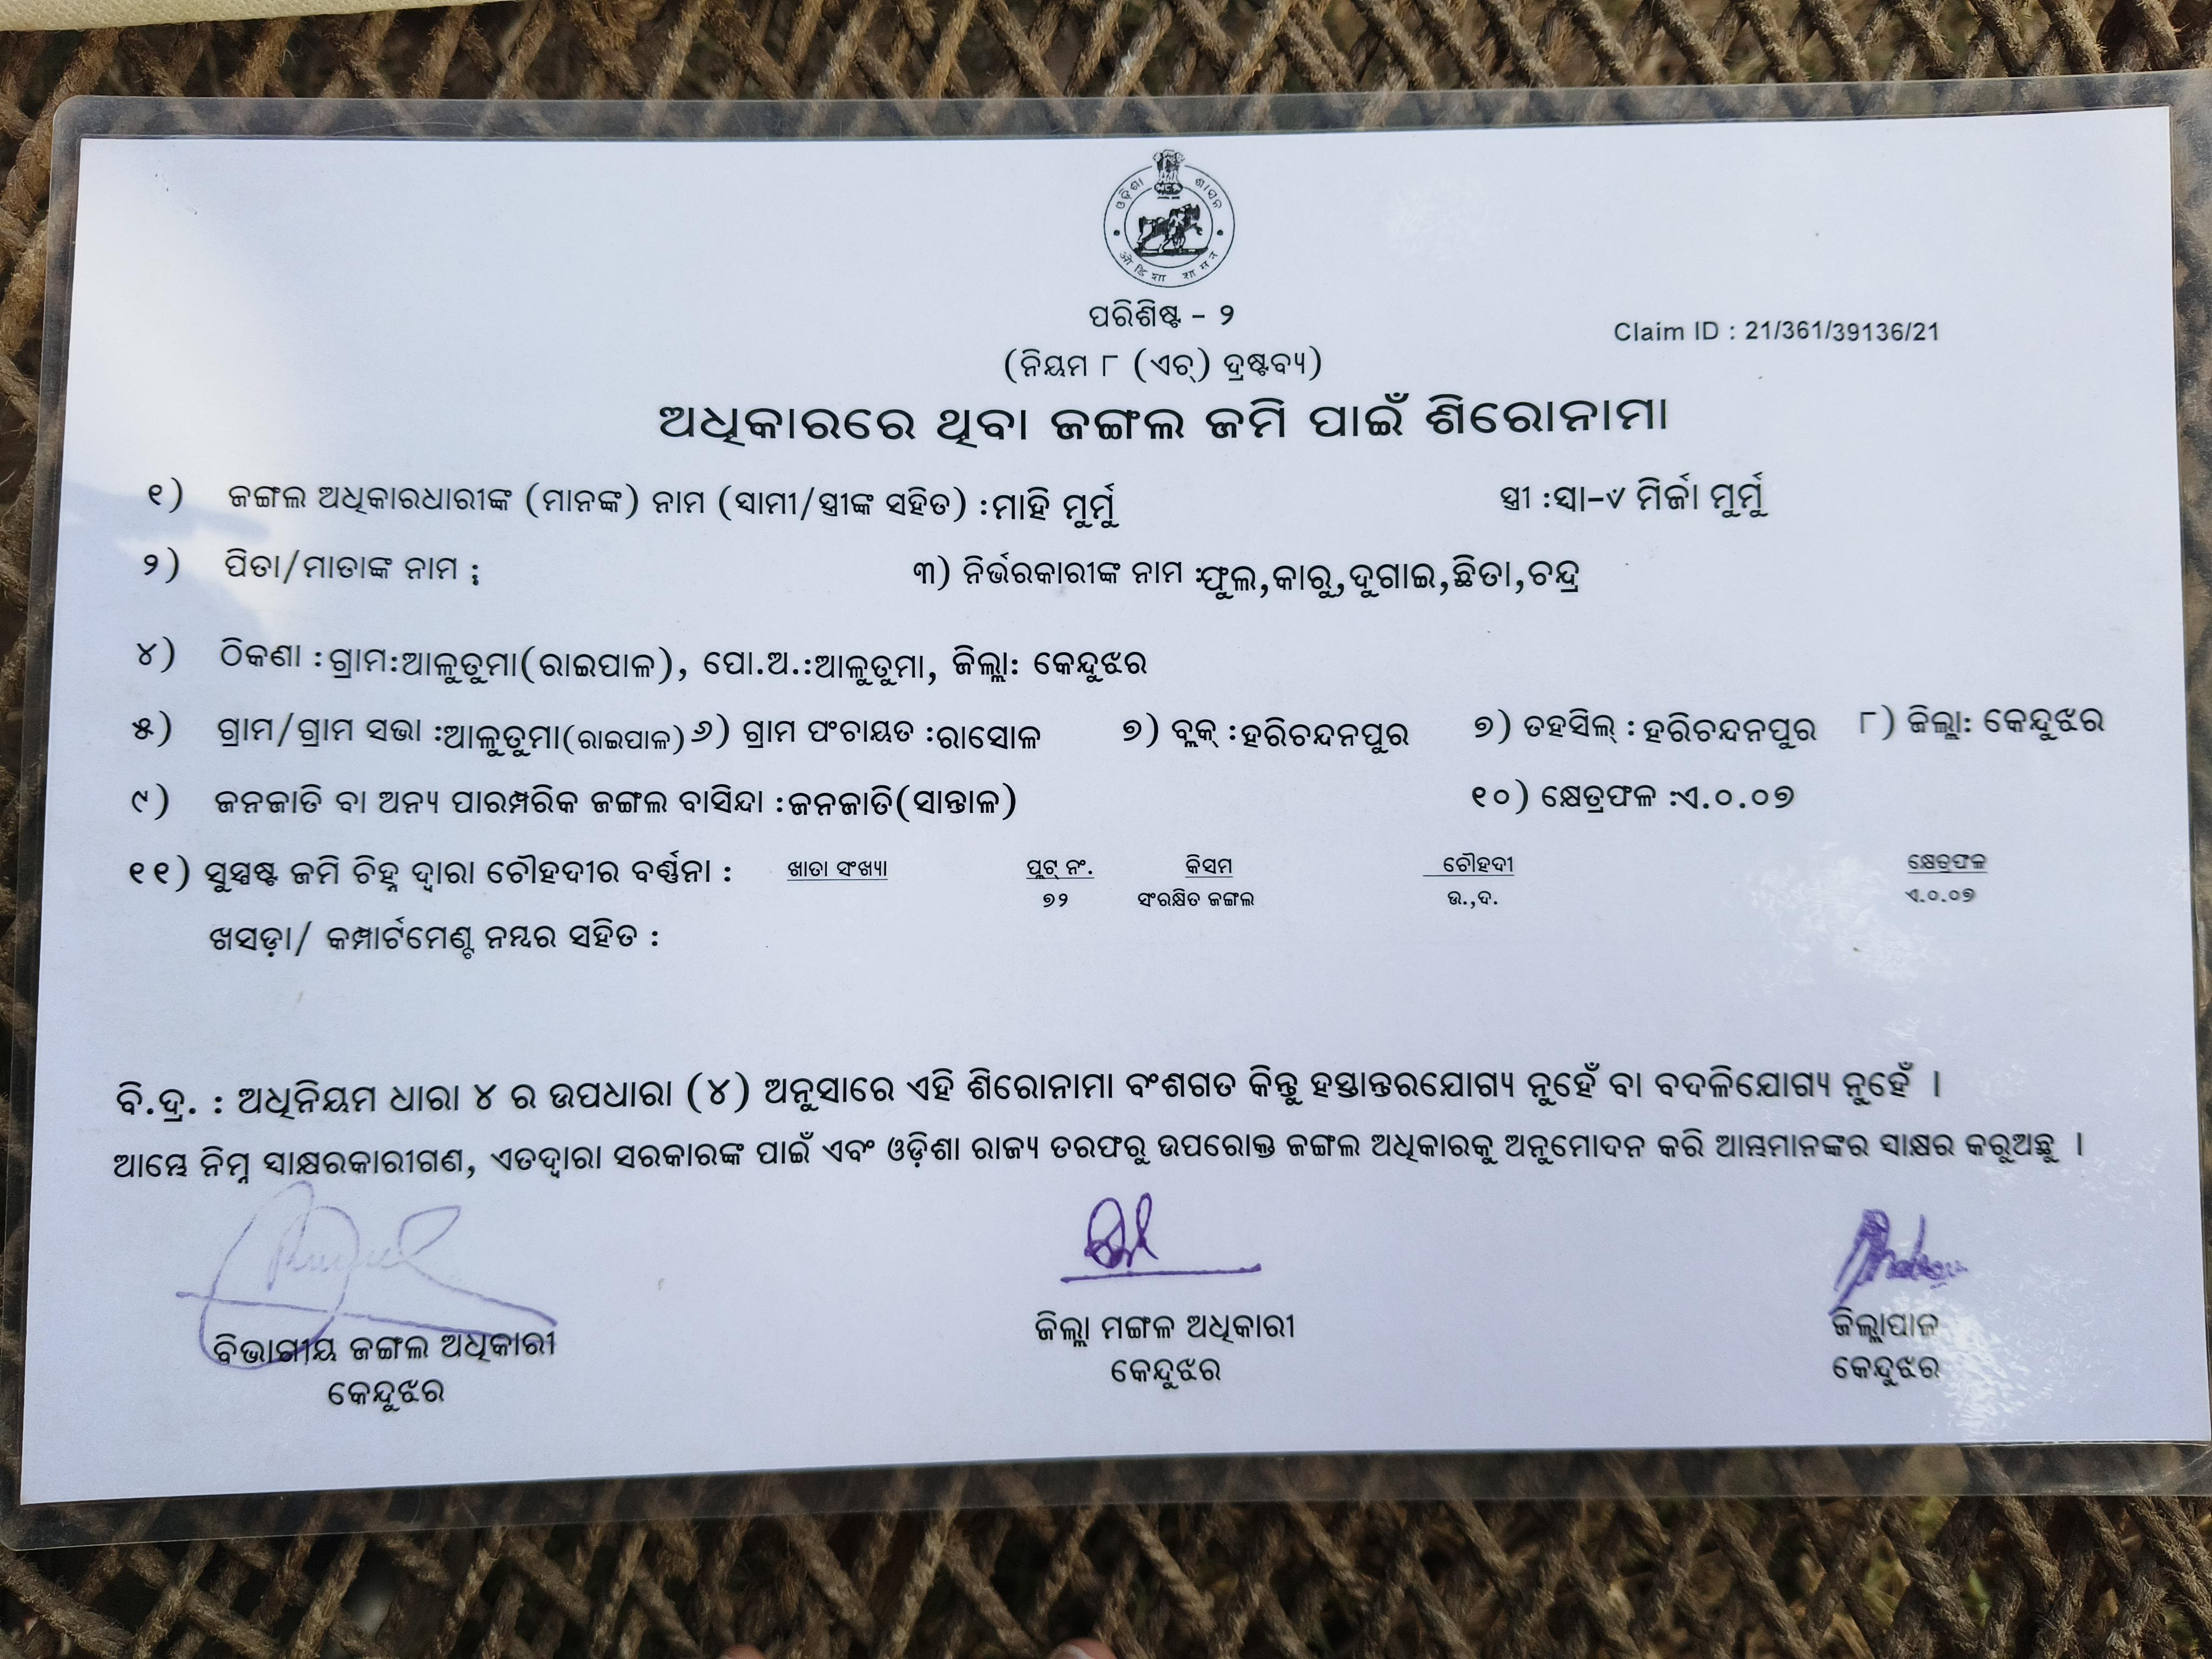 ଓଡ଼ିଶା ଶାସନ
ओडिशा शासन
ପରିଶିଷ୍ଟ - ୨
Claim ID : 21/361/39136/21
(ନିୟମ ୮ (ଏଚ୍) ଦ୍ରଷ୍ଟବ୍ୟ)
ଅଧିକାରରେ ଥିବା ଜଙ୍ଗଲ ଜମି ପାଇଁ ଶିରୋନାମା
୧) ଜଙ୍ଗଲ ଅଧିକାରଧାରୀଙ୍କ (ମାନଙ୍କ) ନାମ (ସ୍ୱାମୀ/ସ୍ତ୍ରୀଙ୍କ ସହିତ) :ମାହି ମୁର୍ମୁ ସ୍ତ୍ରୀ :ସ୍ୱା-୰ ମିର୍ଜା ମୁର୍ମୁ
୨) ପିତା/ମାତାଙ୍କ ନାମ : ୩) ନିର୍ଭରକାରୀଙ୍କ ନାମ :ଫୁଲ,କାରୁ,ଦୁଗାଇ,ଛିତା,ଚନ୍ଦ୍ର
୪) ଠିକଣା :ଗ୍ରାମ:ଆଳୁତୁମା(ରାଇପାଳ), ପୋ.ଅ.:ଆଳୁତୁମା, ଜିଲ୍ଲା: କେନ୍ଦୁଝର
୫) ଗ୍ରାମ/ଗ୍ରାମ ସଭା :ଆଳୁତୁମା(ରାଇପାଳ) ୬) ଗ୍ରାମ ପଂଚାୟତ :ରାସୋଳ ୭) ବ୍ଲକ୍ :ହରିଚନ୍ଦନପୁର ୭) ତହସିଲ୍ : ହରିଚନ୍ଦନପୁର ୮) ଜିଲ୍ଲା: କେନ୍ଦୁଝର
୯) ଜନଜାତି ବା ଅନ୍ୟ ପାରମ୍ପରିକ ଜଙ୍ଗଲ ବାସିନ୍ଦା :ଜନଜାତି(ସାନ୍ତାଳ) ୧୦) କ୍ଷେତ୍ରଫଳ :ଏ.୦.୦୭
୧୧) ସୁସ୍ପଷ୍ଟ ଜମି ଚିହ୍ନ ଦ୍ୱାରା ଚୌହଦୀର ବର୍ଣ୍ଣନା : ଖାତା ସଂଖ୍ୟା ପ୍ଲଟ୍ ନଂ. କିସମ ଚୌହଦୀ କ୍ଷେତ୍ରଫଳ
୭୨ ସଂରକ୍ଷିତ ଜଙ୍ଗଲ ଉ.,ଦ. ଏ.୦.୦୭
ଖସଡ଼ା/ କମ୍ପାର୍ଟମେଣ୍ଟ ନମ୍ବର ସହିତ :
ବି.ଦ୍ର. : ଅଧିନିୟମ ଧାରା ୪ ର ଉପଧାରା (୪) ଅନୁସାରେ ଏହି ଶିରୋନାମା ବଂଶଗତ କିନ୍ତୁ ହସ୍ତାନ୍ତରଯୋଗ୍ୟ ନୁହେଁ ବା ବଦଳିଯୋଗ୍ୟ ନୁହେଁ ।
ଆମ୍ଭେ ନିମ୍ନ ସ୍ୱାକ୍ଷରକାରୀଗଣ, ଏତଦ୍ୱାରା ସରକାରଙ୍କ ପାଇଁ ଏବଂ ଓଡ଼ିଶା ରାଜ୍ୟ ତରଫରୁ ଉପରୋକ୍ତ ଜଙ୍ଗଲ ଅଧିକାରକୁ ଅନୁମୋଦନ କରି ଆମ୍ଭମାନଙ୍କର ସାକ୍ଷର କରୁଅଛୁ ।
ବିଭାଗୀୟ ଜଙ୍ଗଲ ଅଧିକାରୀ ଜିଲ୍ଲା ମଙ୍ଗଳ ଅଧିକାରୀ ଜିଲ୍ଲାପାଳ
କେନ୍ଦୁଝର କେନ୍ଦୁଝର କେନ୍ଦୁଝର